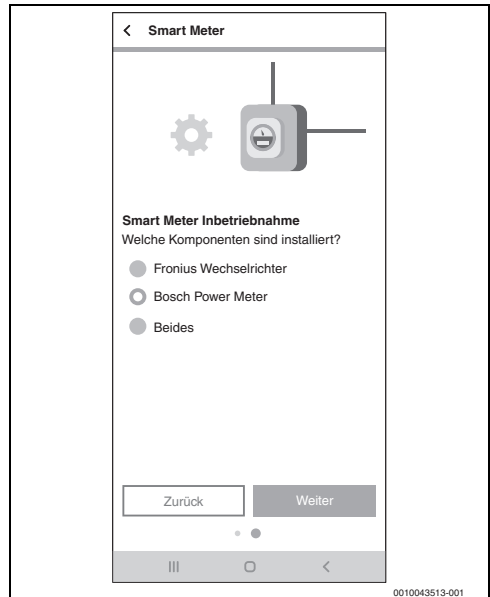 Smart Meter
Smart Meter Inbetriebnahme
Welche Komponenten sind installiert?
Fronius Wechselrichter
Bosch Power Meter
Beides
Zurück
Weiter
0010043513-001